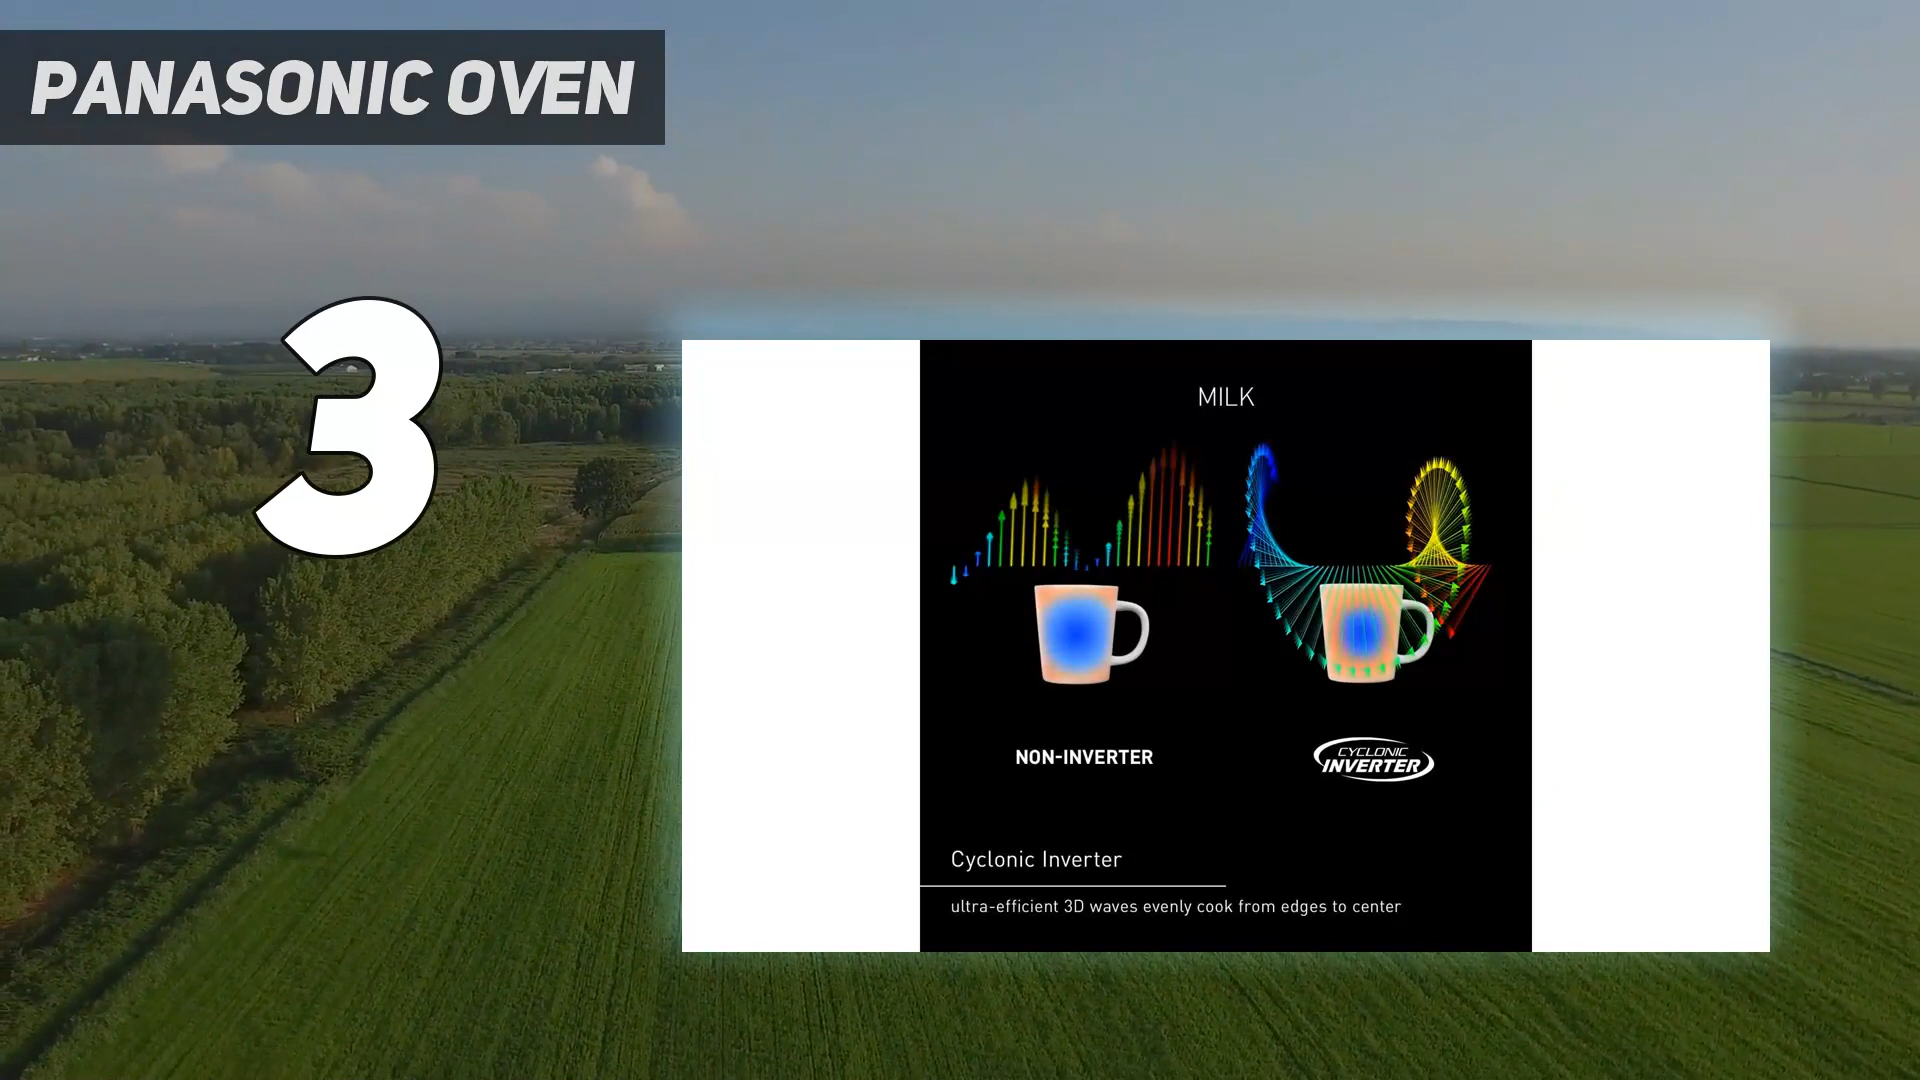 PANASONIC OVEN
3
MILK
NON-INVERTER
CYCLONIC
INVERTER
Cyclonic Inverter
ultra-efficient 3D waves evenly cook from edges to center